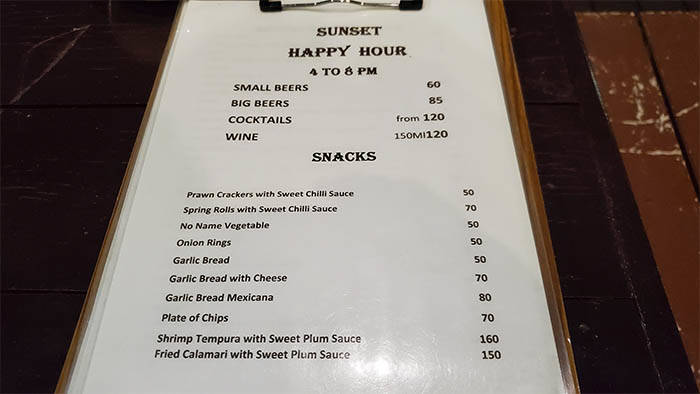 SUNSET
HAPPY HOUR
4 TO 8 PM
SMALL BEERS 60
BIG BEERS 85
COCKTAILS from 120
WINE 150Ml120
SNACKS
Prawn Crackers with Sweet Chilli Sauce 50
Spring Rolls with Sweet Chilli Sauce 70
No Name Vegetable 50
Onion Rings 50
Garlic Bread 50
Garlic Bread with Cheese 70
Garlic Bread Mexicana 80
Plate of Chips 70
Shrimp Tempura with Sweet Plum Sauce 160
Fried Calamari with Sweet Plum Sauce 150